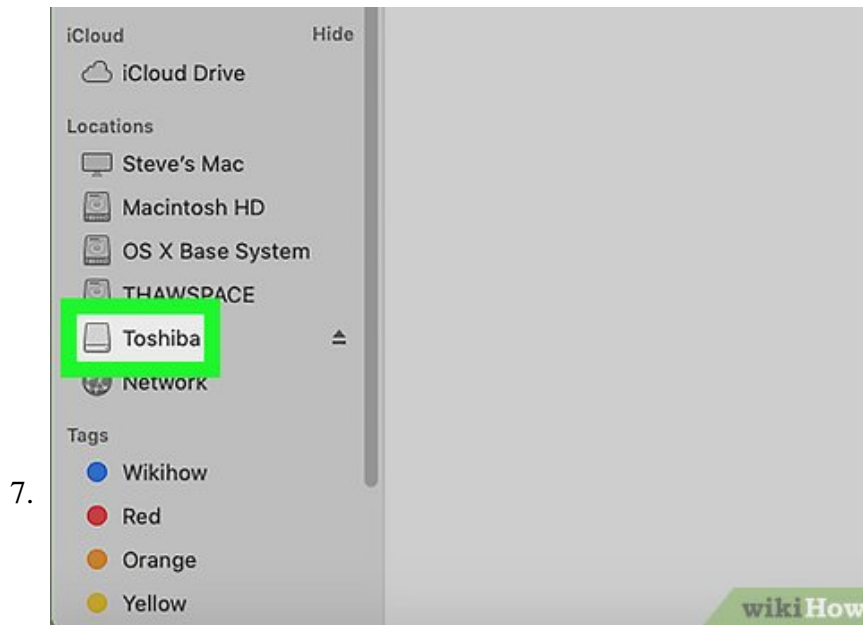 iCloud Hide
iCloud Drive
Locations
Steve's Mac
Macintosh HD
OS X Base System
THAWSPACE
Toshiba
Network
Tags
Wikihow
7.
Red
Orange
Yellow
wikiHow